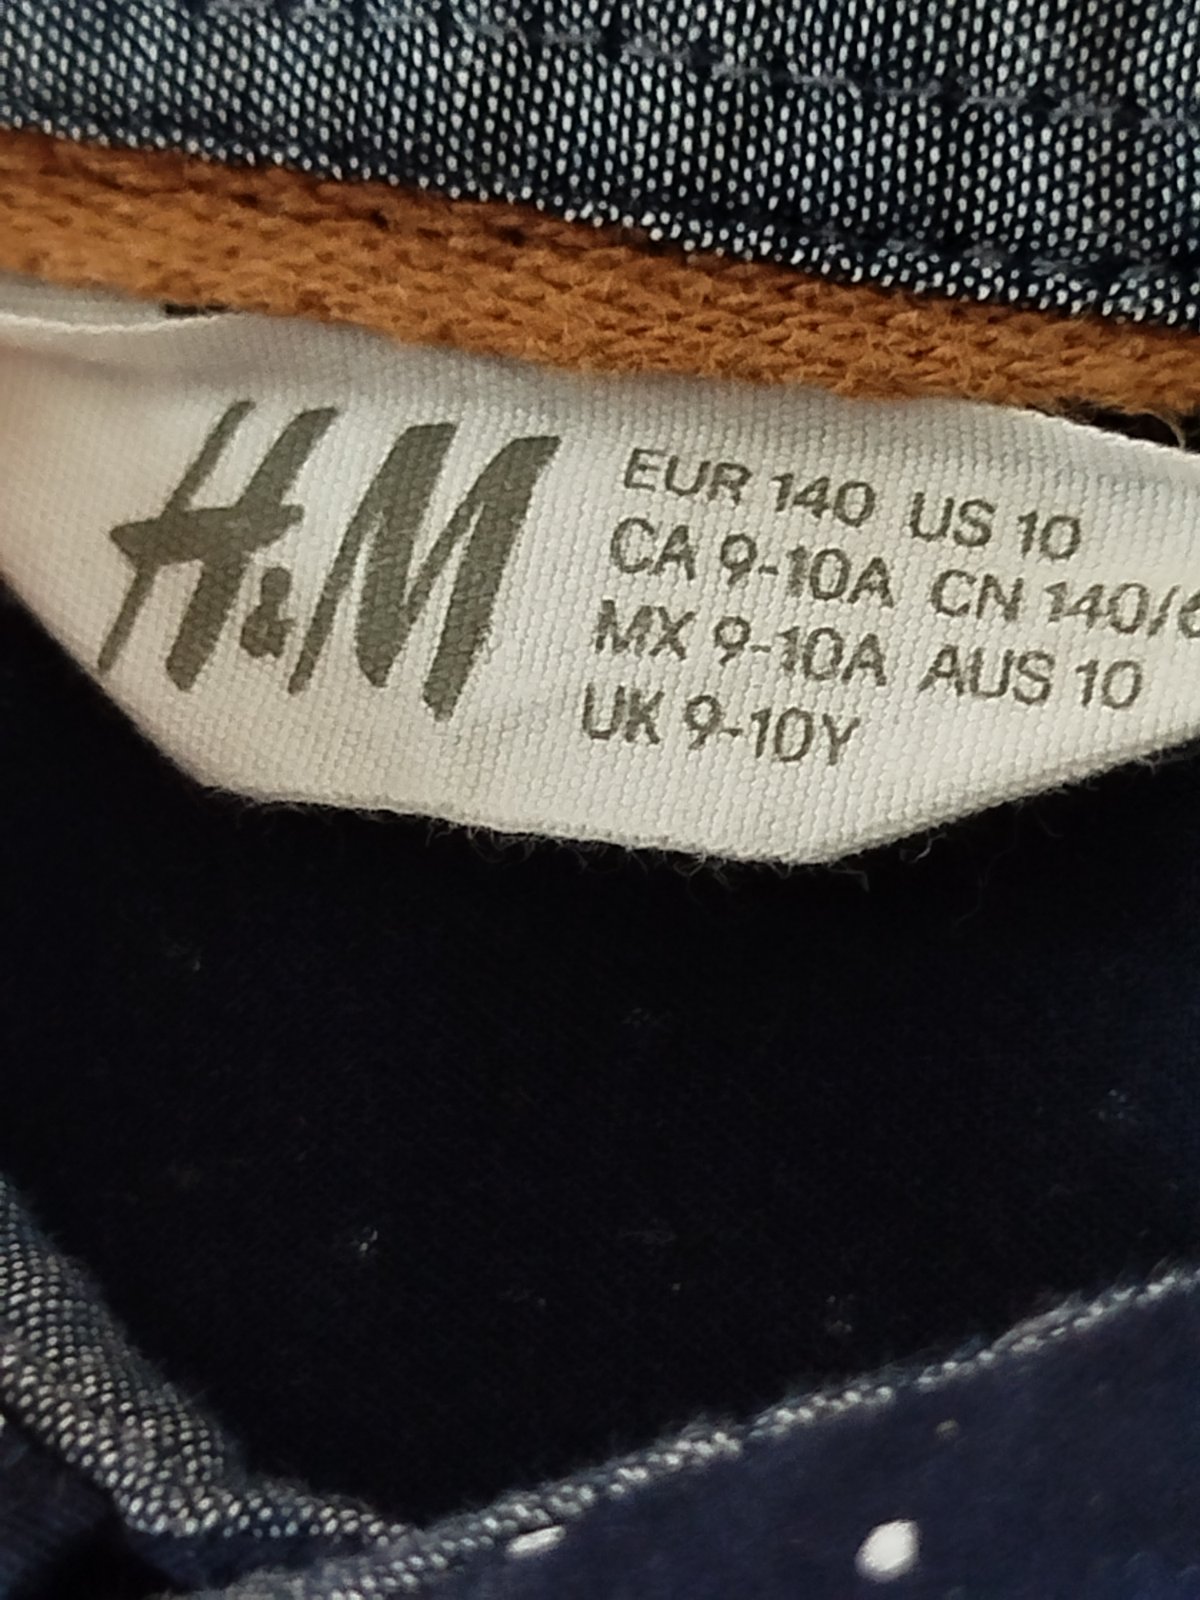 H&M
EUR 140 US 10
CA 9-10A CN 140/
MX 9-10A AUS 10
UK 9-10Y